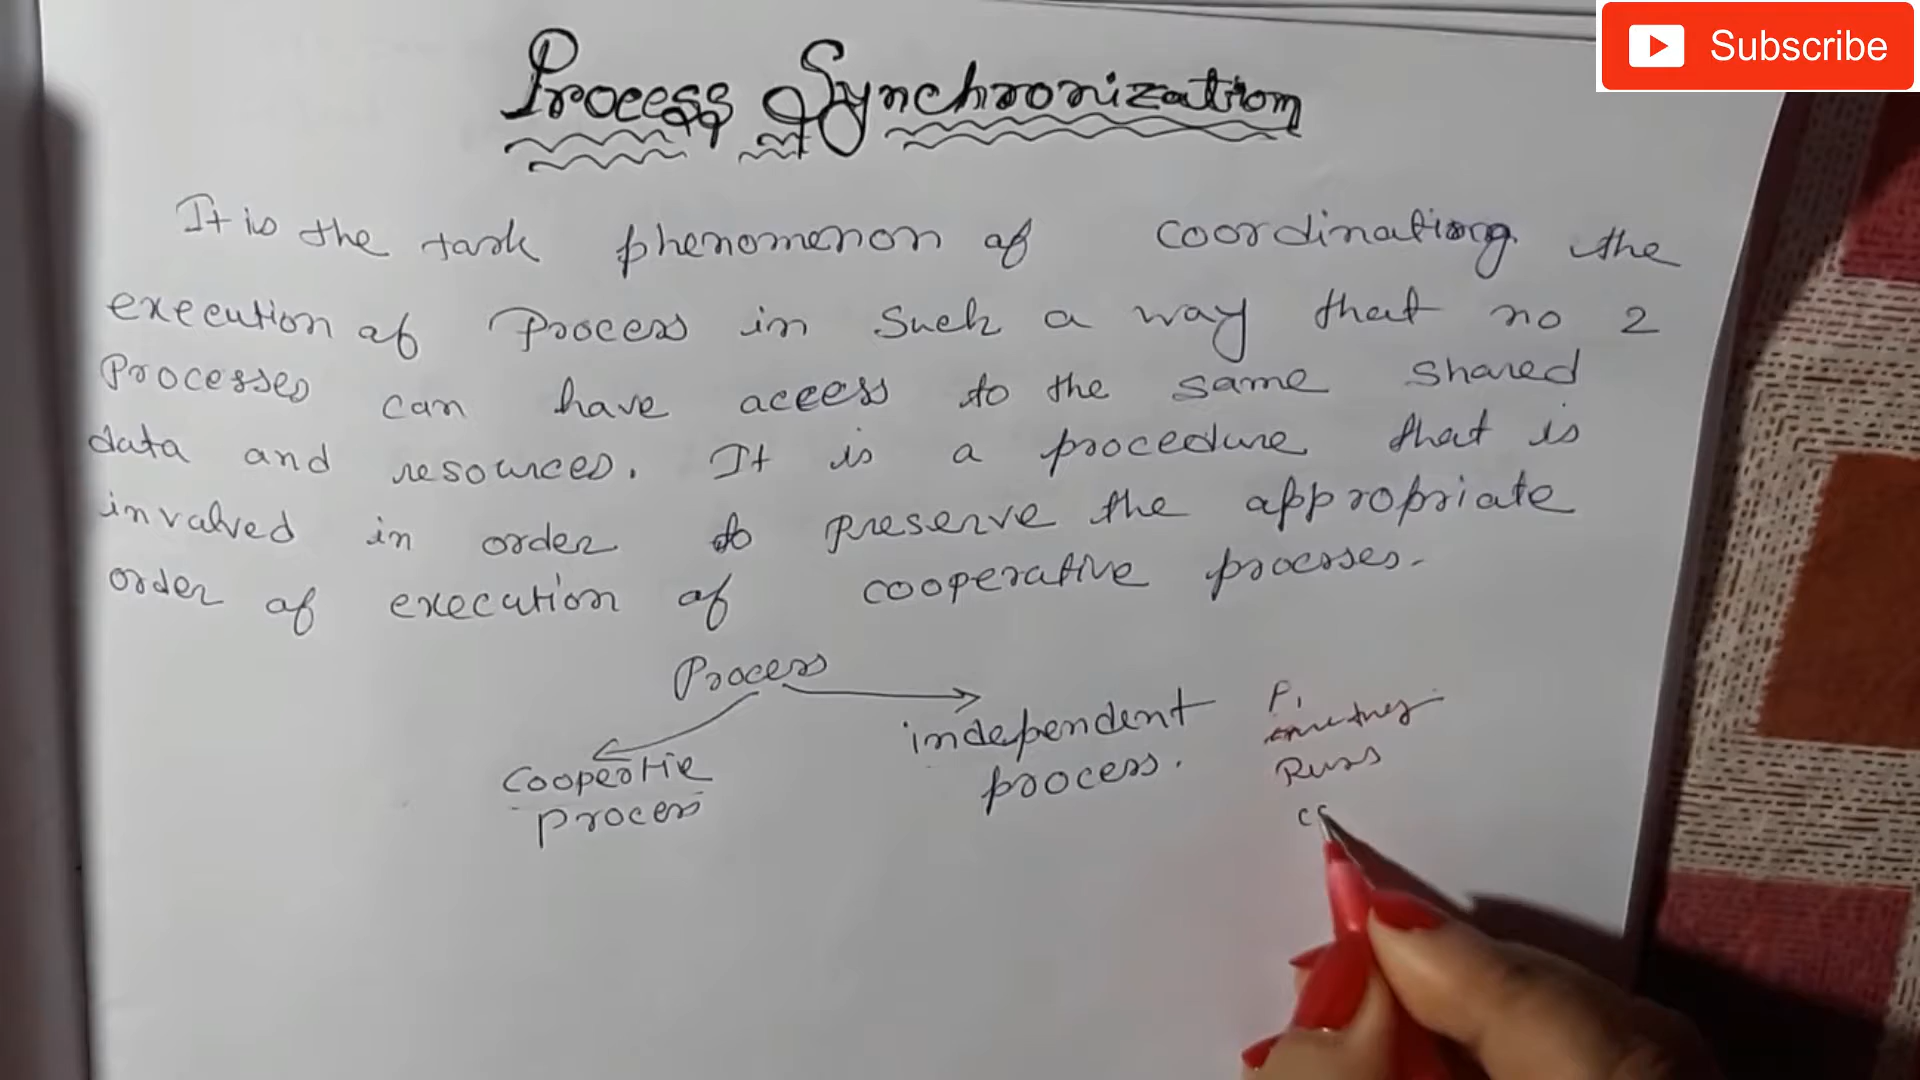 Subscribe
Process Synchronization
It is the task phenomenon of coordinating the
execution of Process in such a way that no 2
Processes can have access to the same shared
data and resources. It is a procedure that is
involved in order to preserve the appropriate
order of execution of cooperative processes.
Process
independent
process.
Coopeative
process
P1
Runs